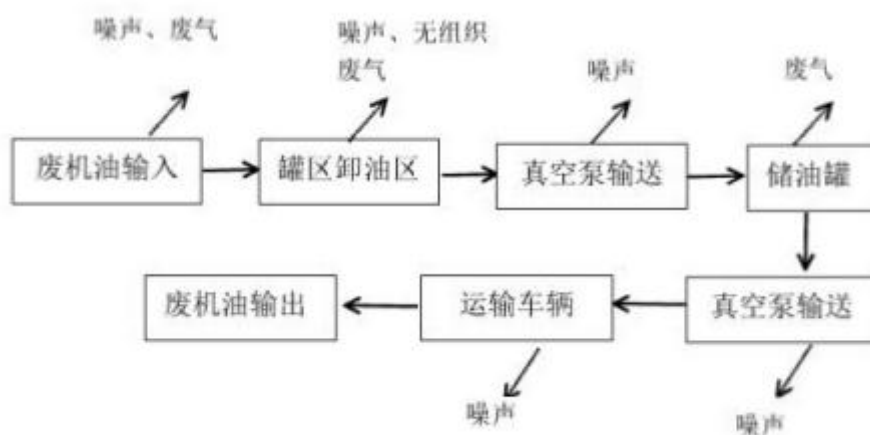 噪声、废气
噪声、无组织
废气
噪声
废气
废机油输入
罐区卸油区
真空泵输送
储油罐
废机油输出
运输车辆
真空泵输送
噪声
噪声